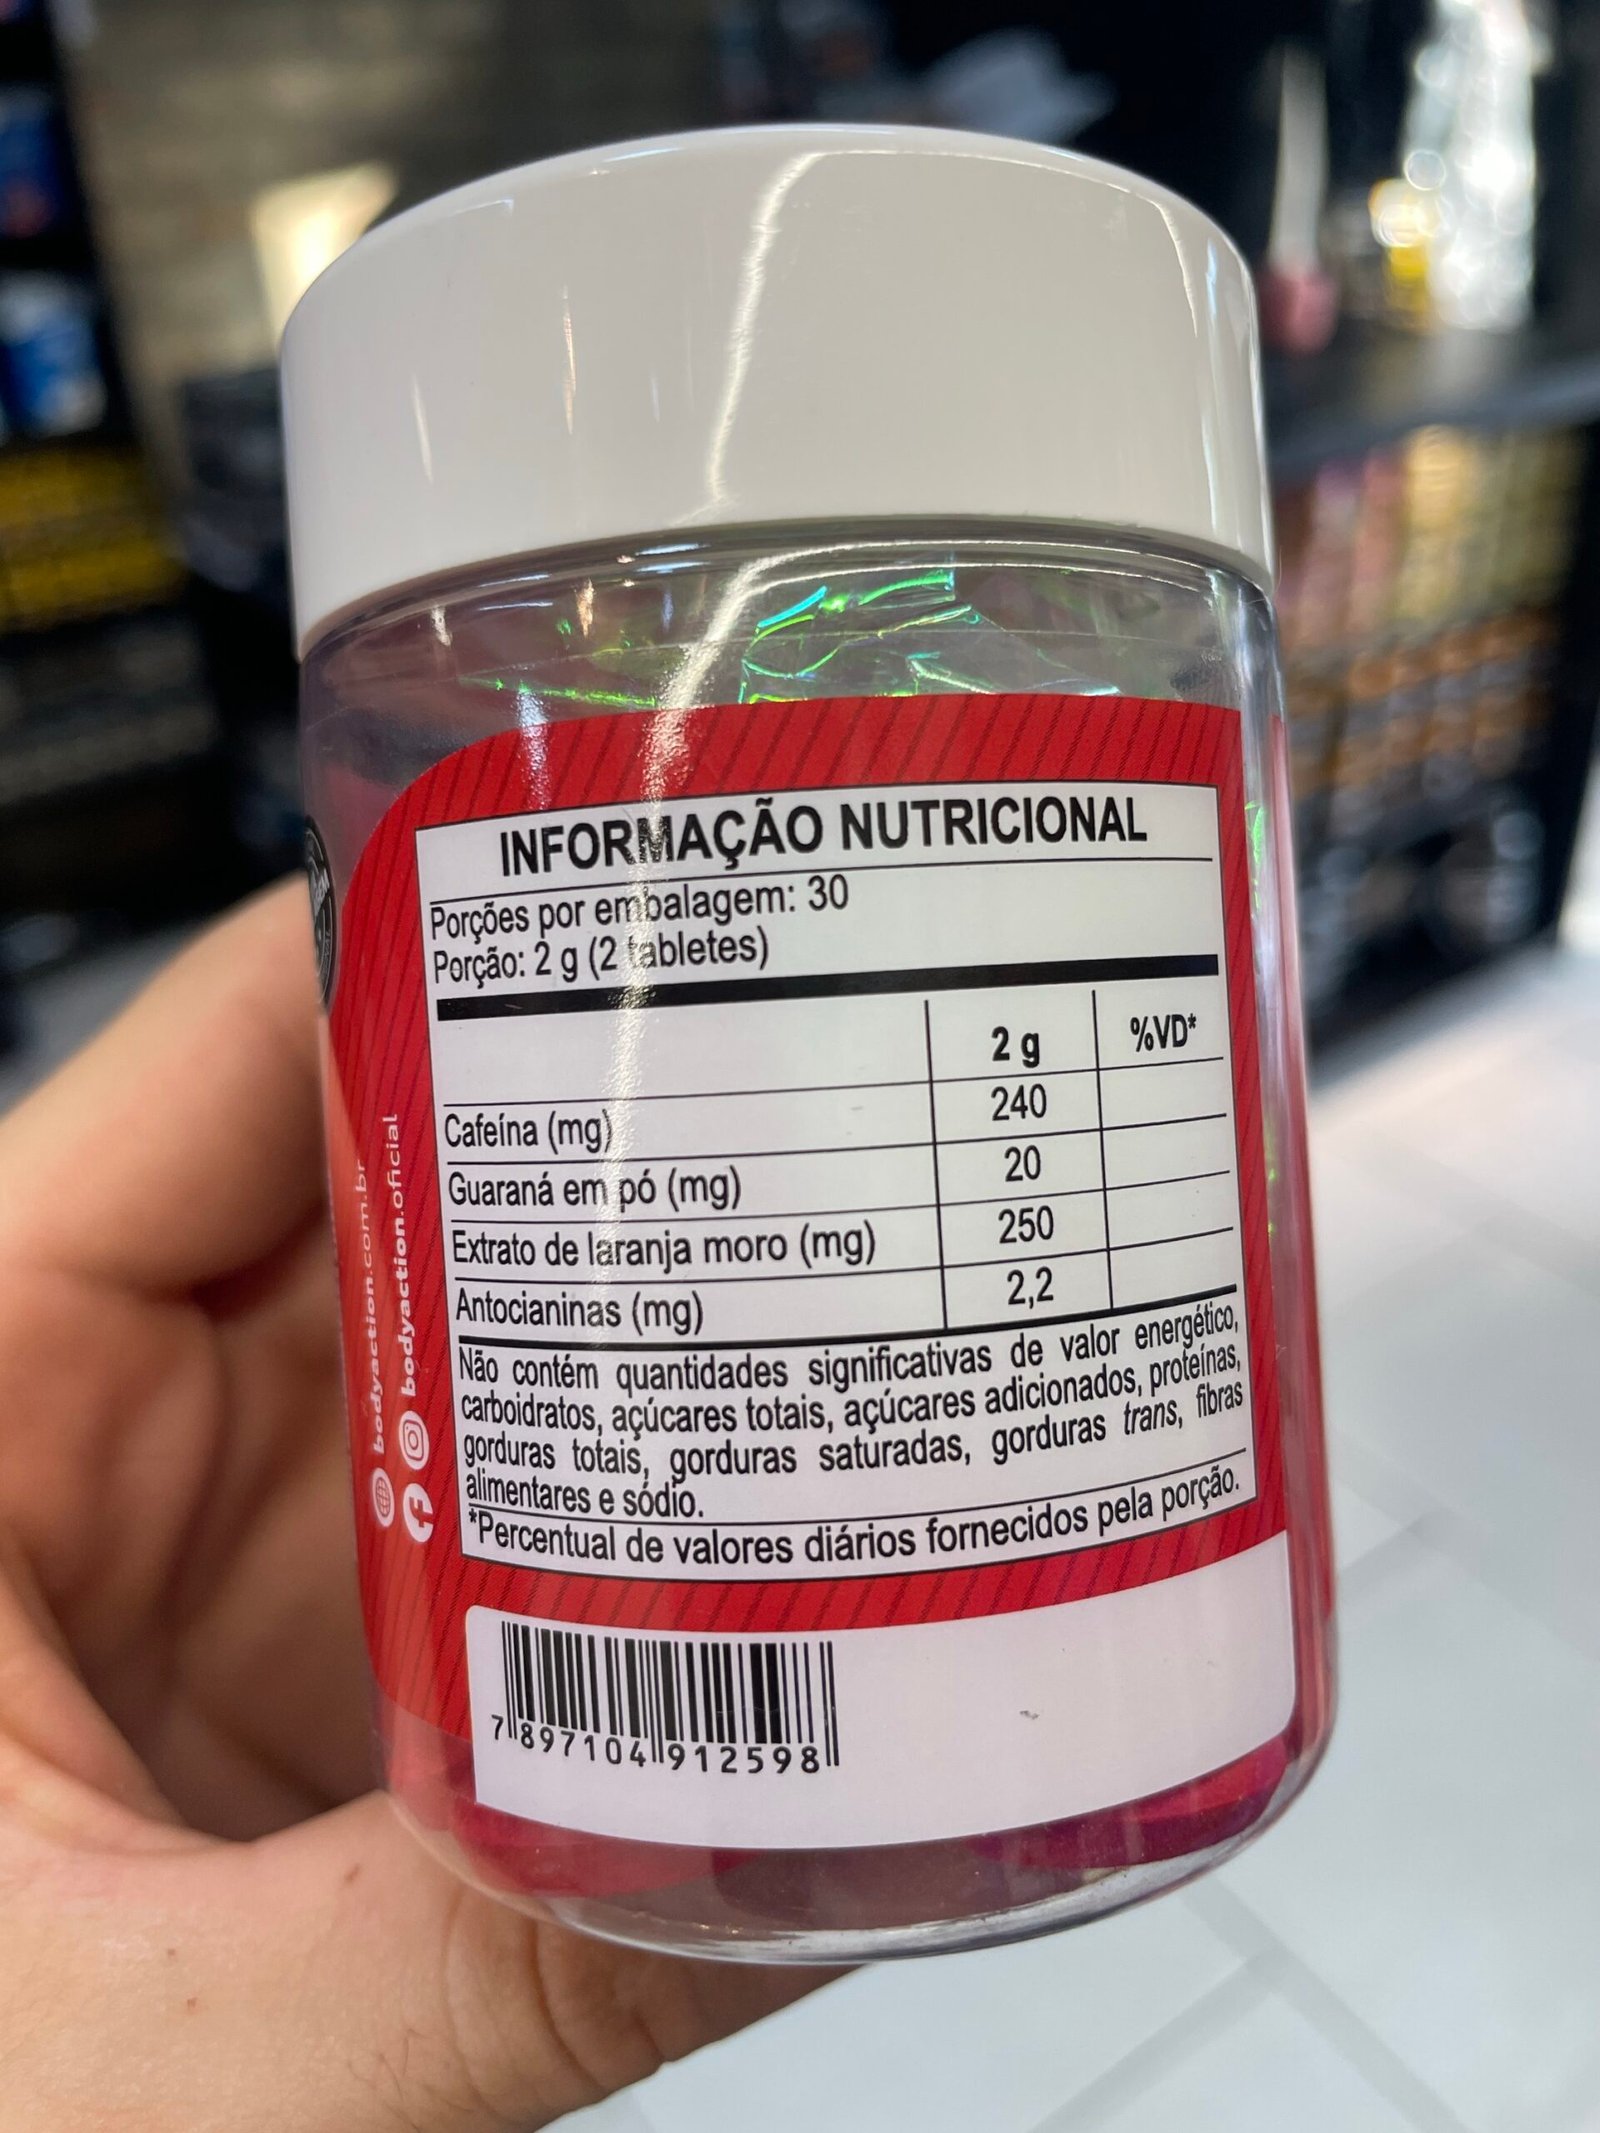 INFORMAÇÃO NUTRICIONAL
Porções por embalagem: 30
Porção: 2 g (2 tabletes)
2 g %VD*
Cafeína (mg) 240
Guaraná em pó (mg) 20
Extrato de laranja moro (mg) 250
Antocianinas (mg) 2,2
Não contém quantidades significativas de valor energético,
carboidratos, açúcares totais, açúcares adicionados, proteínas,
gorduras totais, gorduras saturadas, gorduras trans, fibras
alimentares e sódio.
*Percentual de valores diários fornecidos pela porção.
bodyaction.com.br
bodyaction.oficial
7 897104 912598